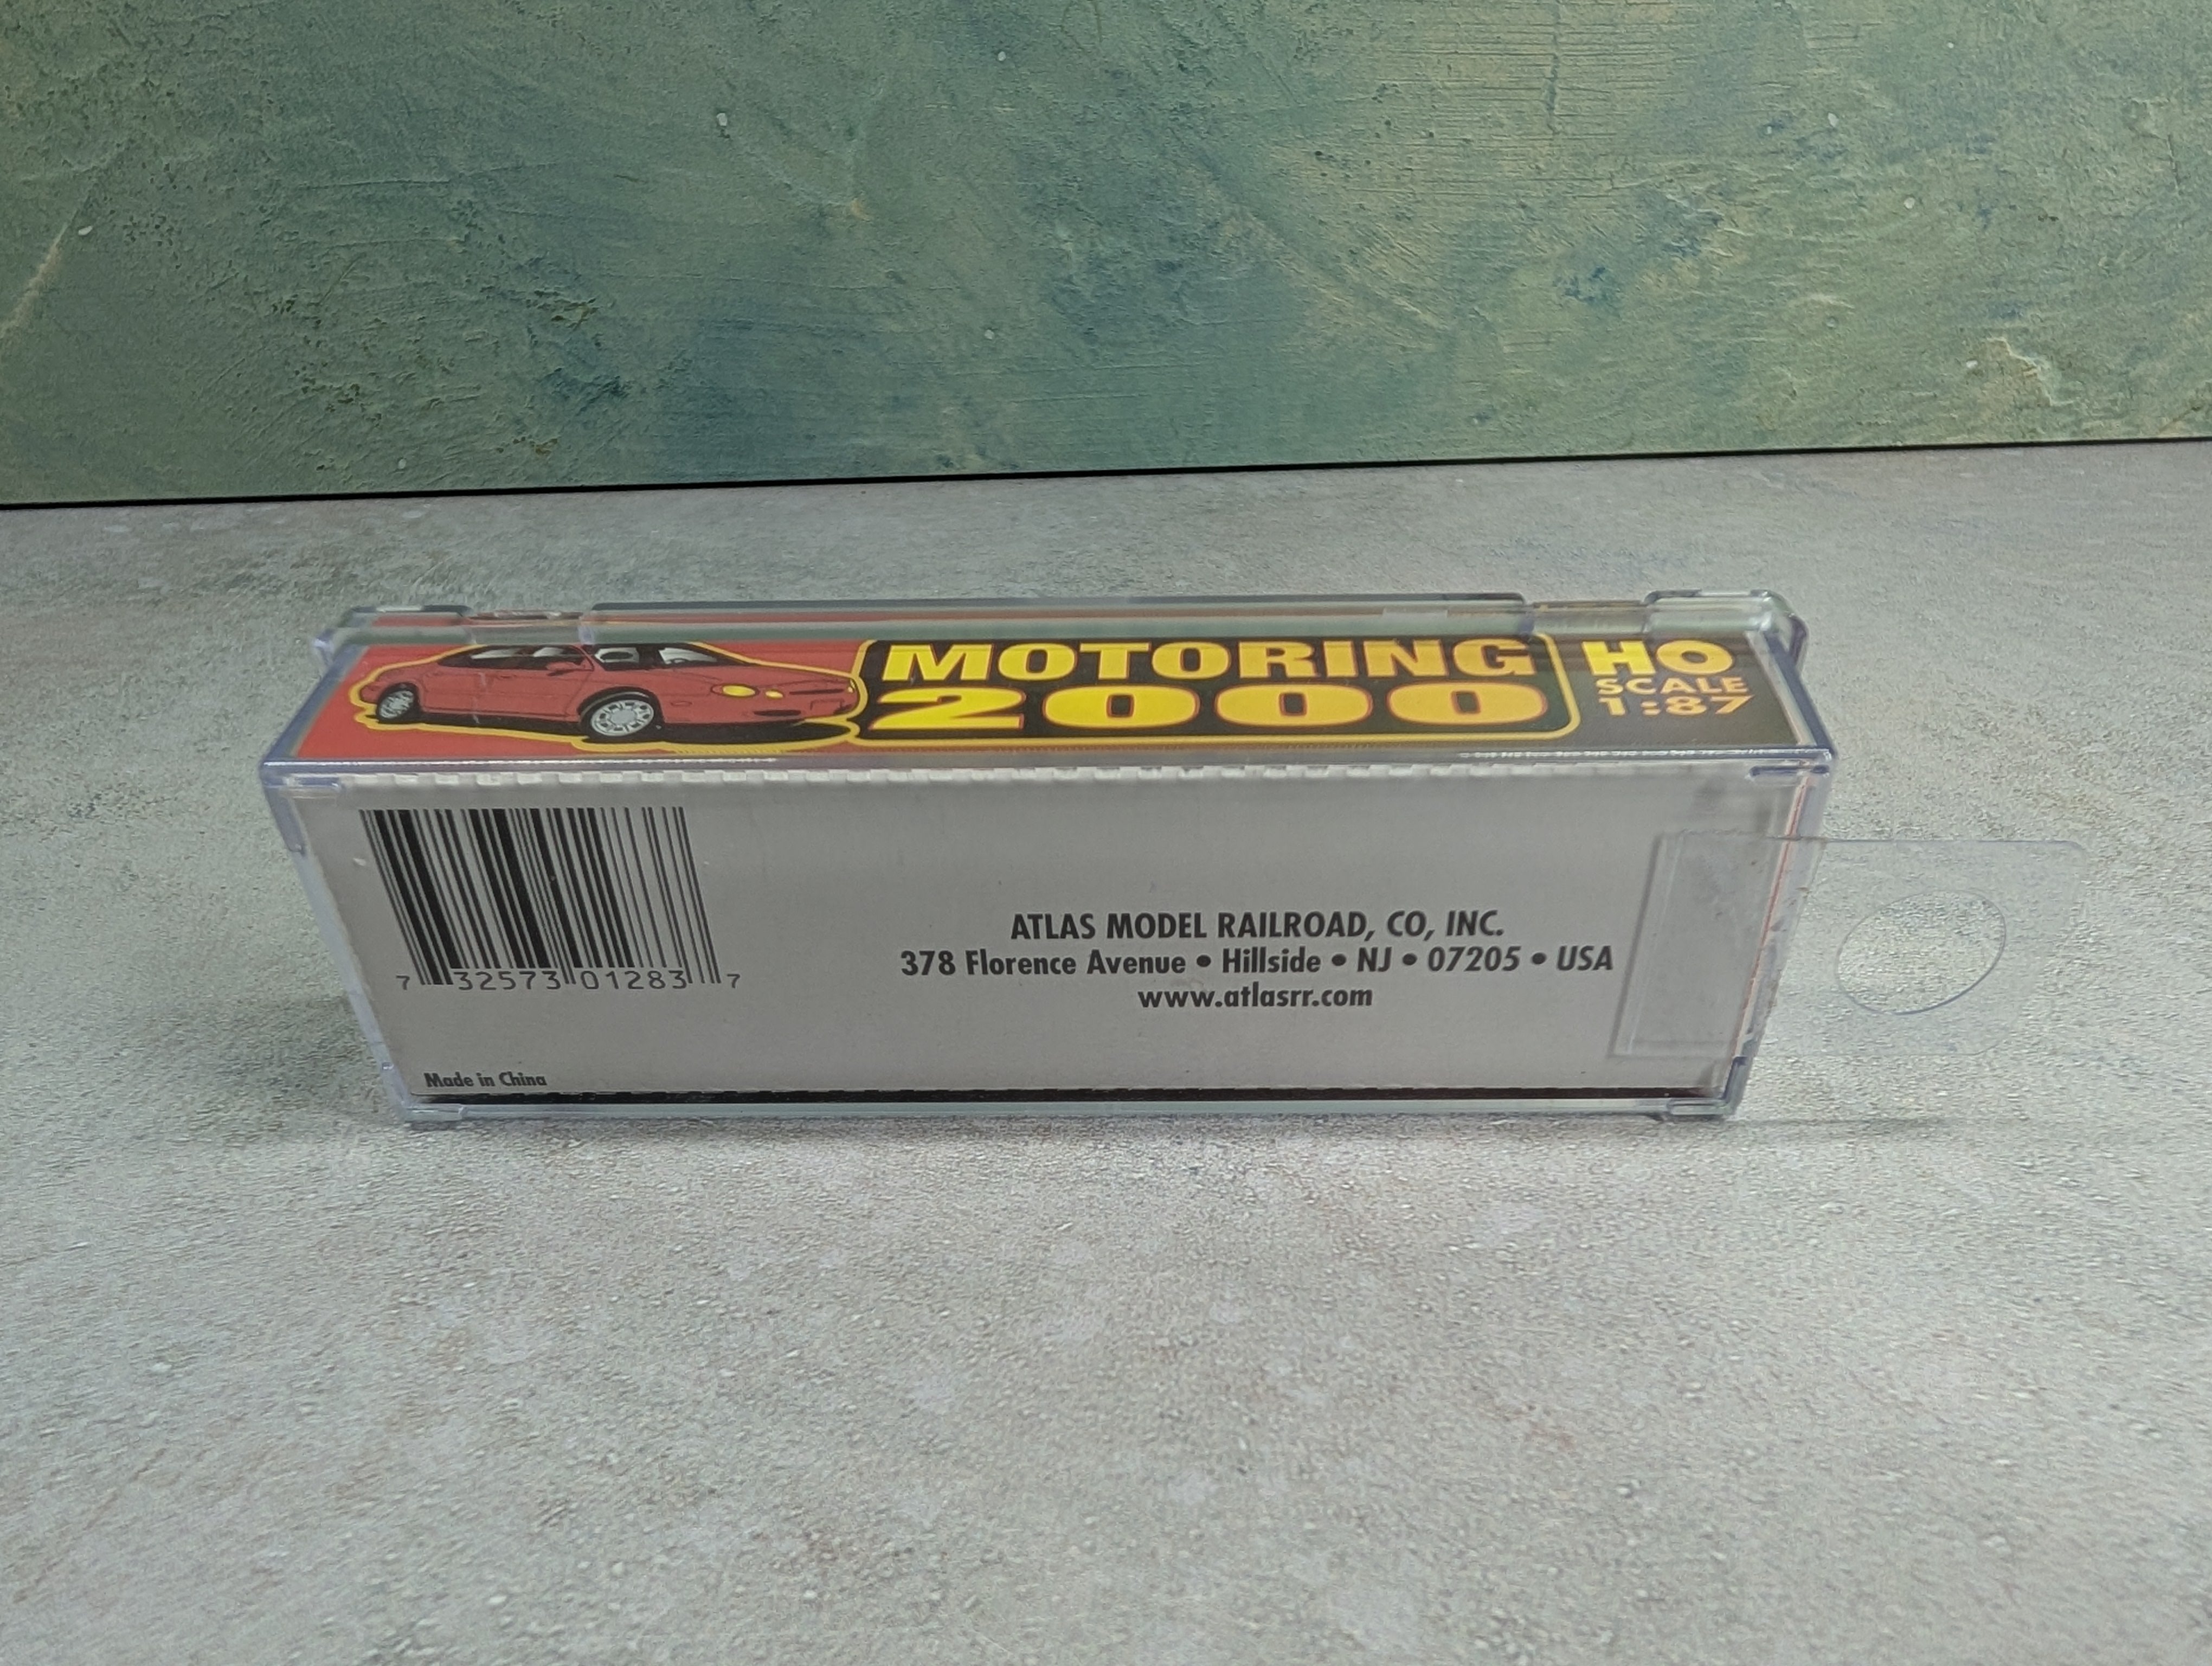 MOTORING
2000
HO
SCALE
1:87
7 32573 01283 7
ATLAS MODEL RAILROAD, CO, INC.
378 Florence Avenue • Hillside • NJ • 07205 • USA
www.atlasrr.com
Made in China